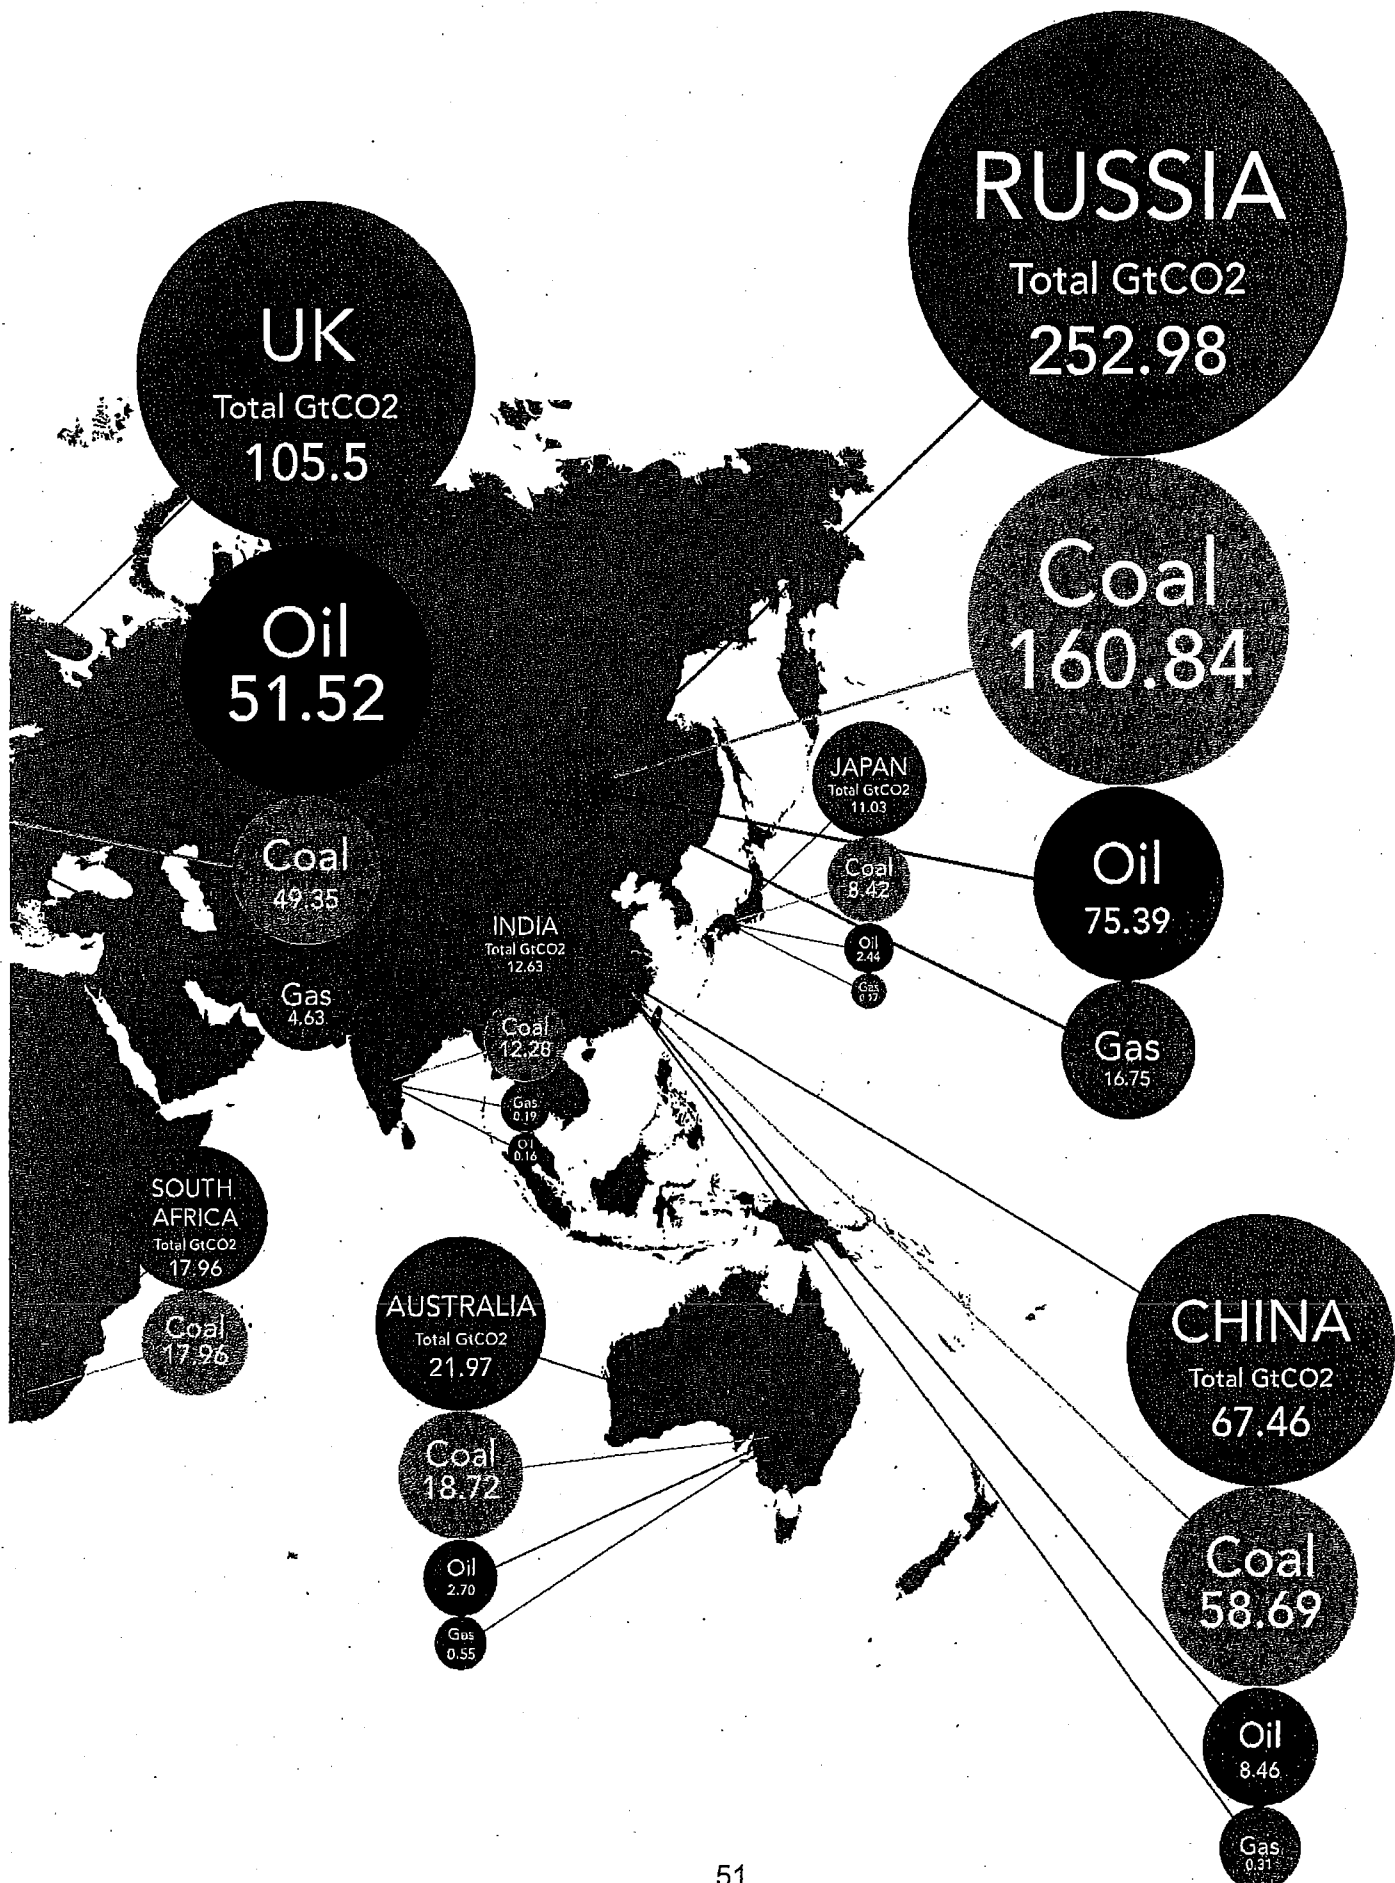 RUSSIA
Total GtCO2
252.98
Coal
160.84
Oil
75.39
Gas
16.75
UK
Total GtCO2
105.5
Oil
51.52
Coal
49.35
Gas
4.63
JAPAN
Total GtCO2
11.03
Coal
8.42
Oil
2.44
Gas
INDIA
Total GtCO2
12.63
Coal
12.28
Gas
0.19
Oil
0.16
SOUTH
AFRICA
Total GtCO2
17.96
Coal
17.96
AUSTRALIA
Total GtCO2
21.97
Coal
18.72
Oil
2.70
Gas
0.55
CHINA
Total GtCO2
67.46
Coal
58.69
Oil
8.46
Gas
0.31
51